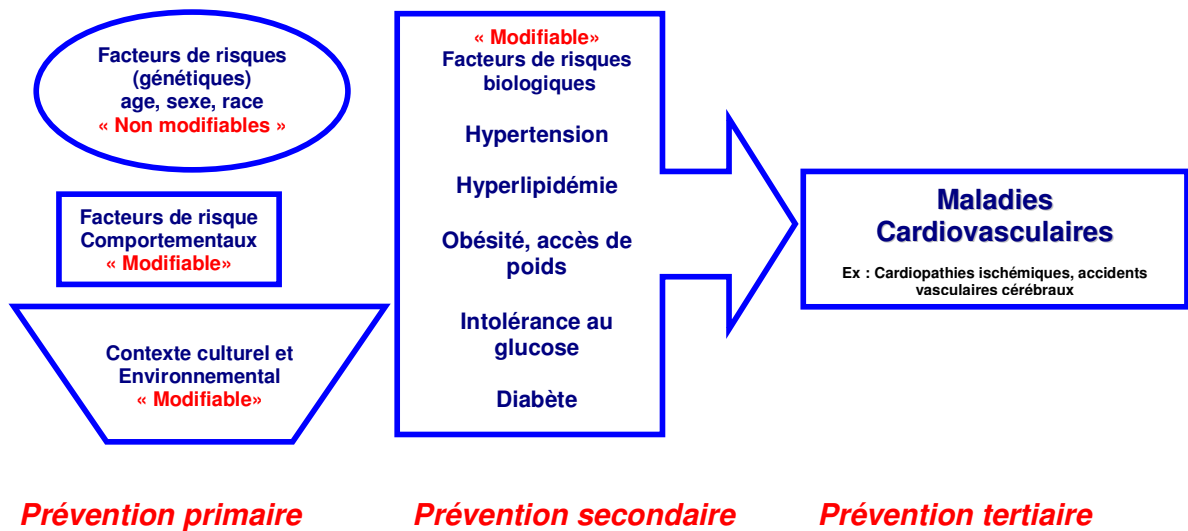 Facteurs de risques
(génétiques)
age, sexe, race
« Non modifiables »
Facteurs de risque
Comportementaux
« Modifiable»
Contexte culturel et
Environnemental
« Modifiable»
« Modifiable»
Facteurs de risques
biologiques
Hypertension
Hyperlipidémie
Obésité, accès de
poids
Intolérance au
glucose
Diabète
Maladies
Cardiovasculaires
Ex : Cardiopathies ischémiques, accidents
vasculaires cérébraux
Prévention primaire
Prévention secondaire
Prévention tertiaire